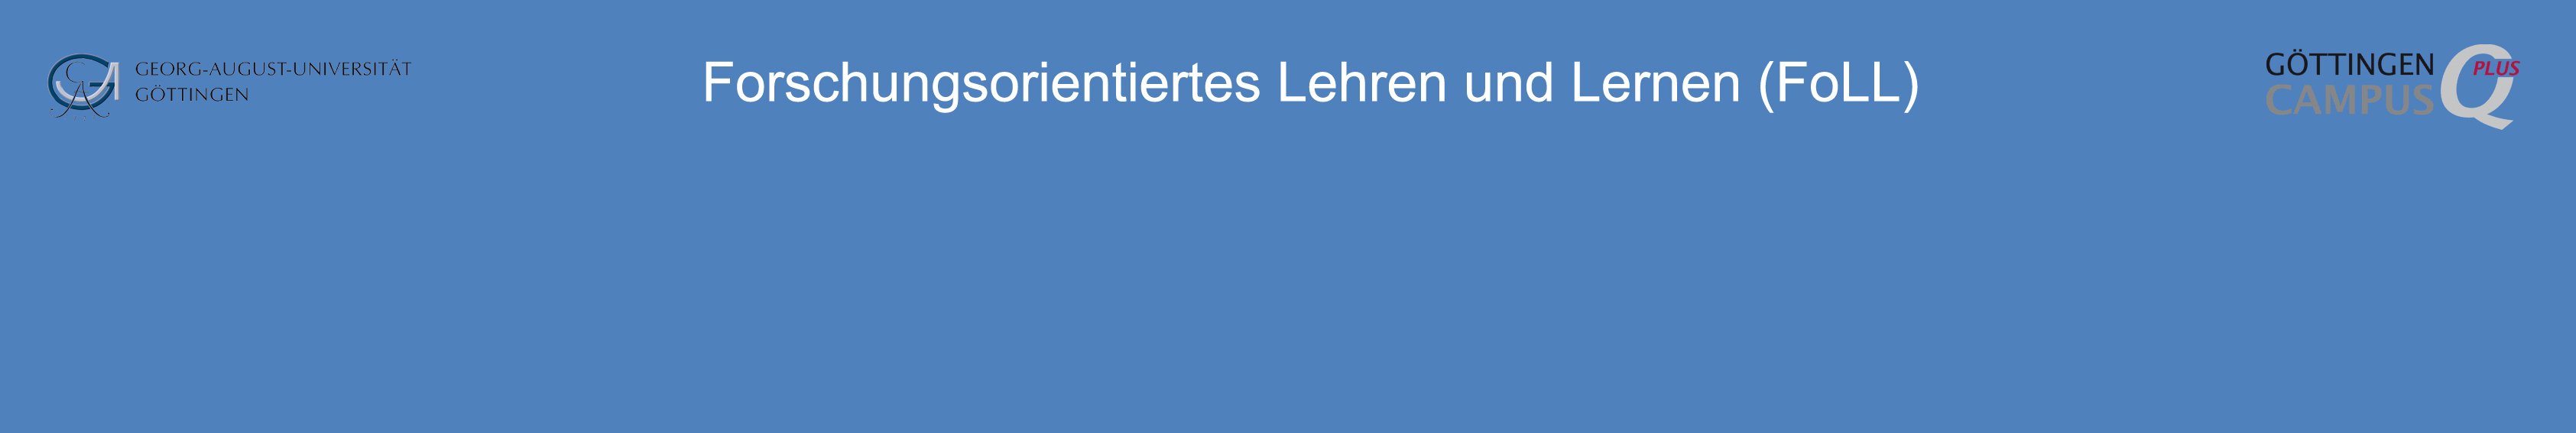 GEORG-AUGUST-UNIVERSITÄT
GÖTTINGEN
Forschungsorientiertes Lehren und Lernen (FoLL)
GÖTTINGEN
CAMPUS
Q
PLUS